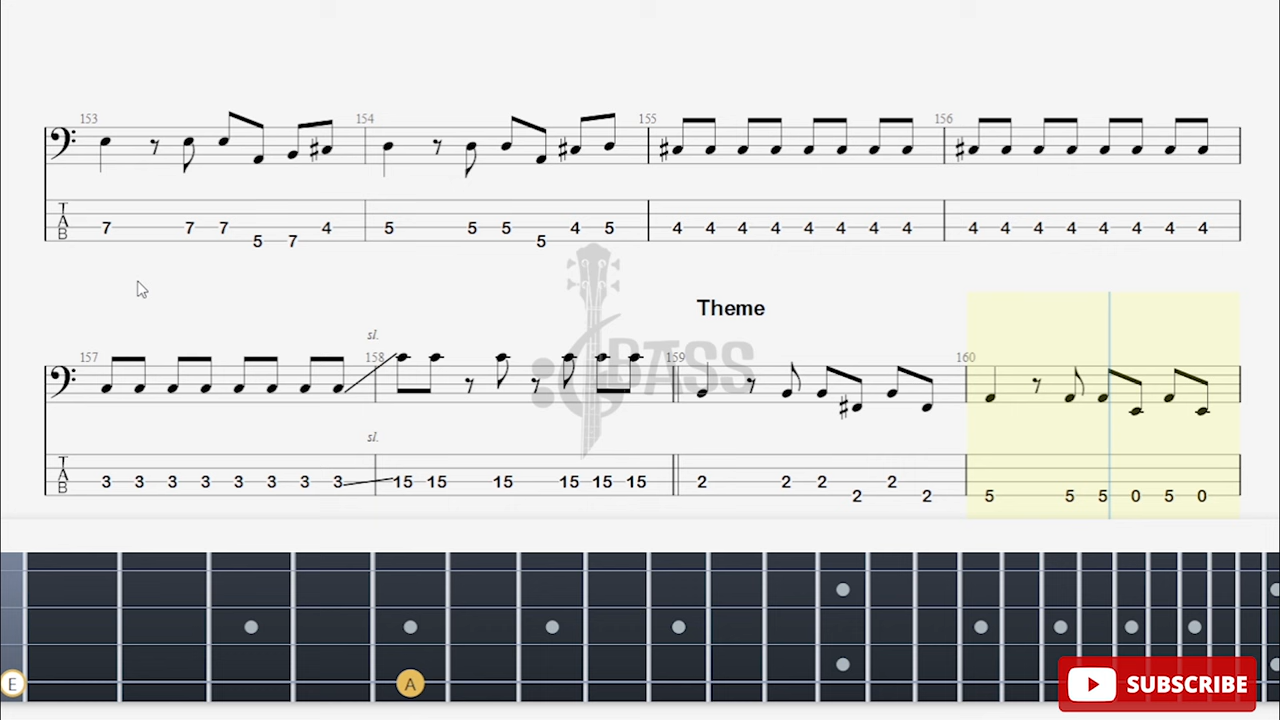 153 154 155 156
T
A
B
7 7 7 5 7 4 5 5 5 5 4 5 4 4 4 4 4 4 4 4 4 4 4 4 4 4 4 4
Theme
sl.
157 158 159 160
BASS
sl.
T
A
B
3 3 3 3 3 3 3 3 15 15 15 15 15 15 2 2 2 2 2 2 5 5 5 0 5 0
E A
SUBSCRIBE